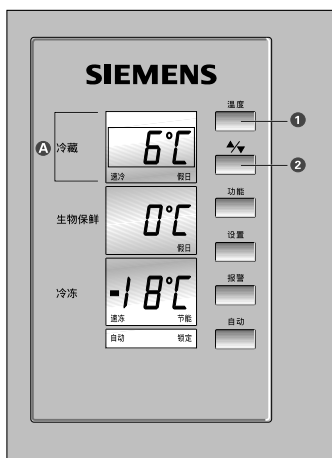 SIEMENS
温度
1
A 冷藏
6°C
速冷 假日
▲/▼
2
功能
生物保鲜
0°C
假日
设置
冷冻
-18°C
速冻 节能
报警
自动 锁定
自动